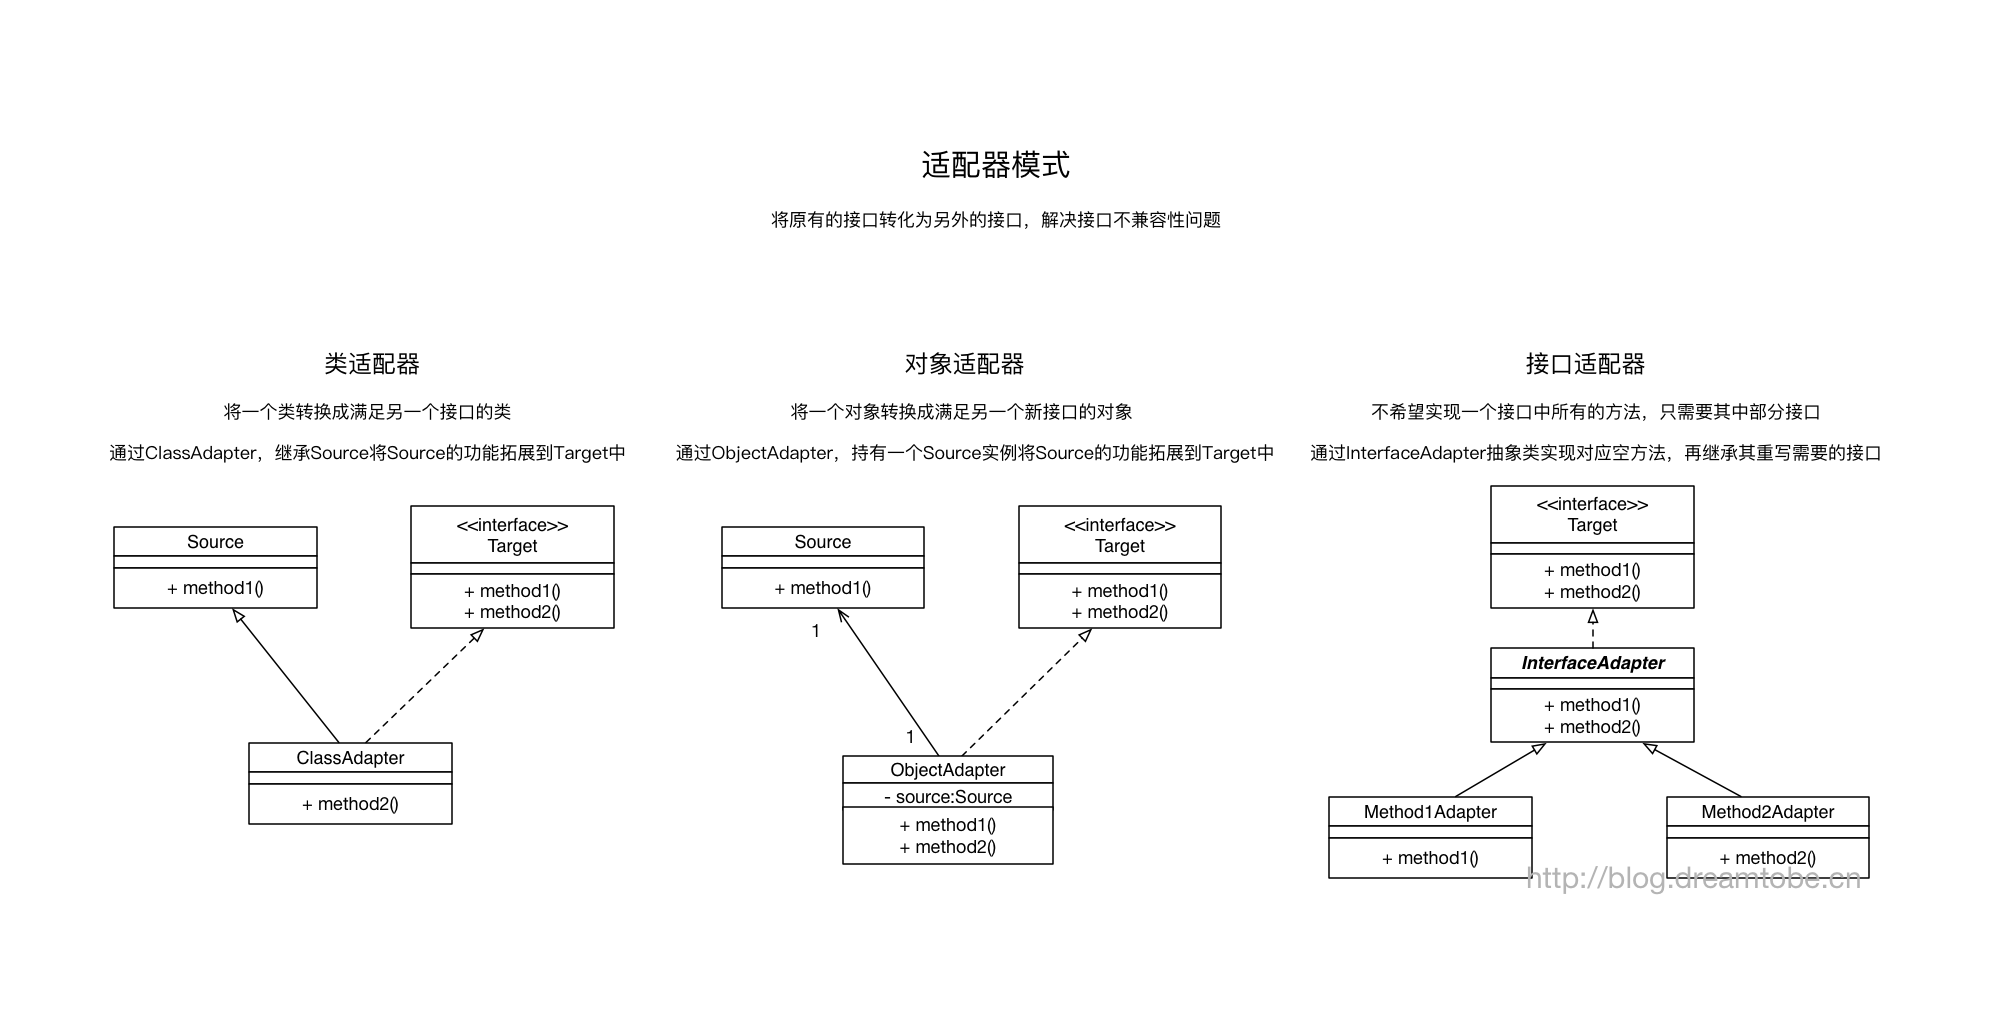 适配器模式
将原有的接口转化为另外的接口，解决接口不兼容性问题
类适配器
将一个类转换成满足另一个接口的类
通过ClassAdapter，继承Source将Source的功能拓展到Target中
Source
+ method1()
<<interface>>
Target
+ method1()
+ method2()
ClassAdapter
+ method2()
对象适配器
将一个对象转换成满足另一个新接口的对象
通过ObjectAdapter，持有一个Source实例将Source的功能拓展到Target中
Source
+ method1()
<<interface>>
Target
+ method1()
+ method2()
1
1
ObjectAdapter
- source:Source
+ method1()
+ method2()
接口适配器
不希望实现一个接口中所有的方法，只需要其中部分接口
通过InterfaceAdapter抽象类实现对应空方法，再继承其重写需要的接口
<<interface>>
Target
+ method1()
+ method2()
InterfaceAdapter
+ method1()
+ method2()
Method1Adapter
+ method1()
Method2Adapter
+ method2()
http://blog.dreamtobe.cn